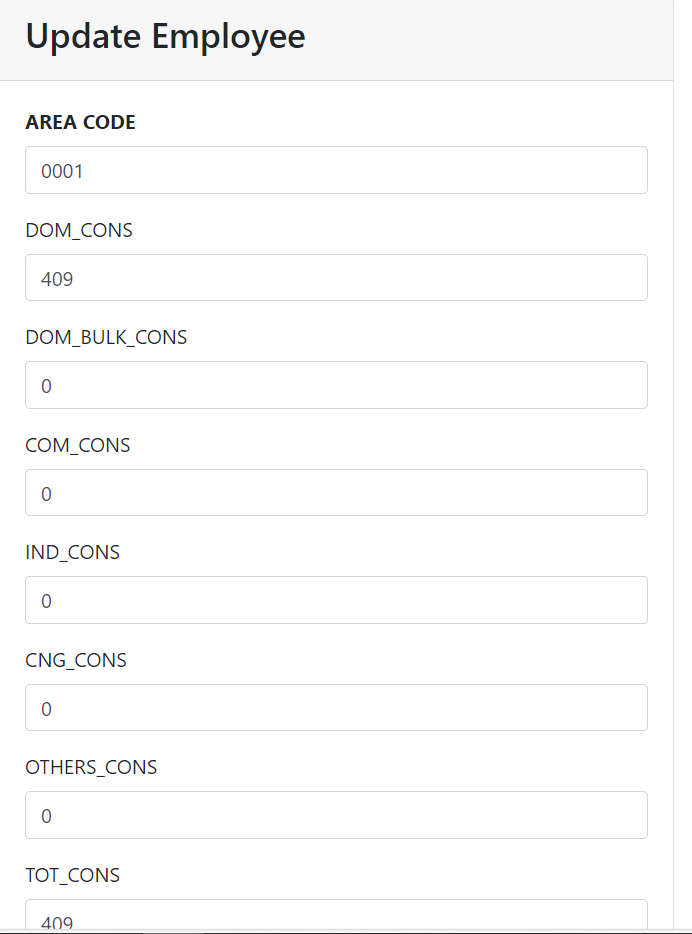 Update Employee
AREA CODE
0001
DOM_CONS
409
DOM_BULK_CONS
0
COM_CONS
0
IND_CONS
0
CNG_CONS
0
OTHERS_CONS
0
TOT_CONS
409